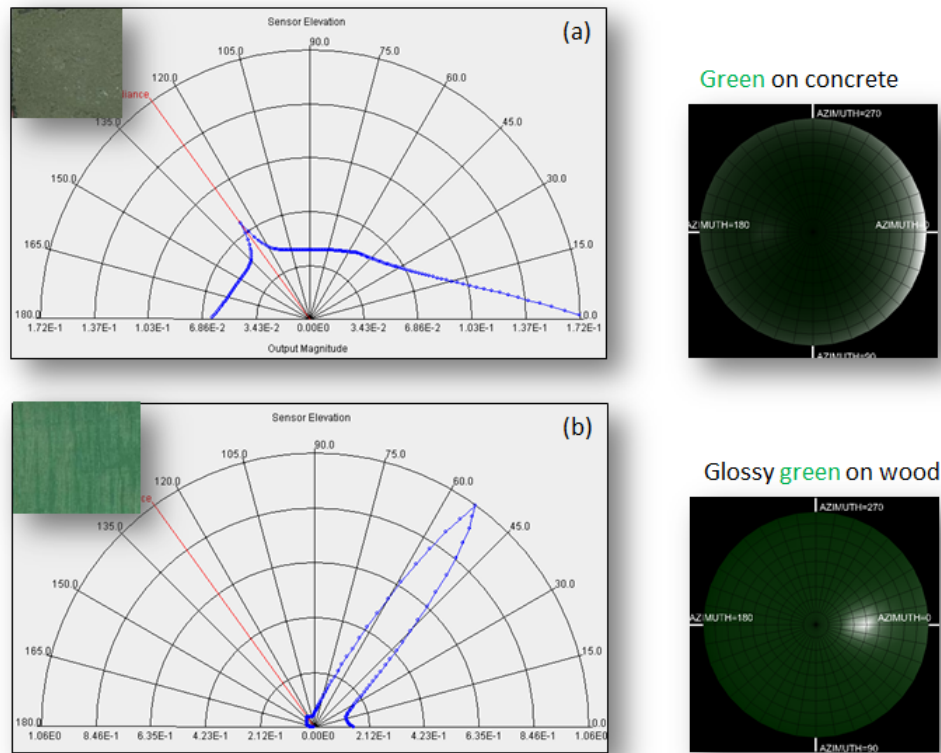 Sensor Elevation
(a)
90.0
105.0
75.0
120.0
60.0
liance
135.0
45.0
150.0
30.0
165.0
15.0
180.0
0.0
1.72E-1 1.37E-1 1.03E-1 6.86E-2 3.43E-2 0.00E0 3.43E-2 6.86E-2 1.03E-1 1.37E-1 1.72E-1
Output Magnitude
Green on concrete
AZIMUTH=270
AZIMUTH=180
AZIMUTH=0
AZIMUTH=90
Sensor Elevation
(b)
90.0
105.0
75.0
120.0
60.0
ce
135.0
45.0
150.0
30.0
165.0
15.0
180.0
0.0
1.06E0 8.46E-1 6.35E-1 4.23E-1 2.12E-1 0.00E0 2.12E-1 4.23E-1 6.35E-1 8.46E-1 1.06E0
Glossy green on wood
AZIMUTH=270
AZIMUTH=180
AZIMUTH=0
AZIMUTH=90